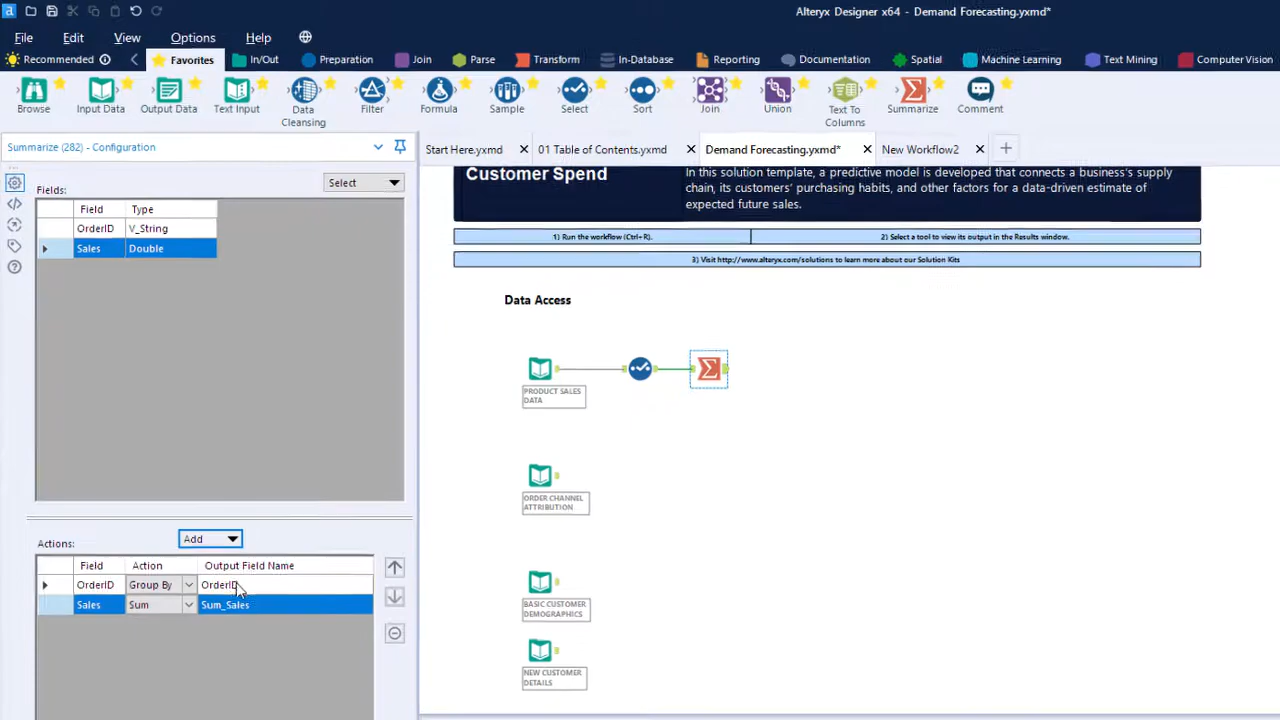 a Alteryx Designer x64 - Demand Forecasting.yxmd*
File Edit View Options Help
Recommended Favorites In/Out Preparation Join Parse Transform In-Database Reporting Documentation Spatial Machine Learning Text Mining Computer Vision
Browse Input Data Output Data Text Input Data Cleansing Filter Formula Sample Select Sort Join Union Text To Columns Summarize Comment
Summarize (282) - Configuration
Start Here.yxmd 01 Table of Contents.yxmd Demand Forecasting.yxmd* New Workflow2
Fields: Select
Field Type
OrderID V_String
Sales Double
Customer Spend
In this solution template, a predictive model is developed that connects a business's supply
chain, its customers' purchasing habits, and other factors for a data-driven estimate of
expected future sales.
1) Run the workflow (Ctrl+R). 2) Select a tool to view its output in the Results window.
3) Visit http://www.alteryx.com/solutions to learn more about our Solution Kits
Data Access
PRODUCT SALES
DATA
ORDER CHANNEL
ATTRIBUTION
BASIC CUSTOMER
DEMOGRAPHICS
NEW CUSTOMER
DETAILS
Add
Actions:
Field Action Output Field Name
OrderID Group By OrderID
Sales Sum Sum_Sales